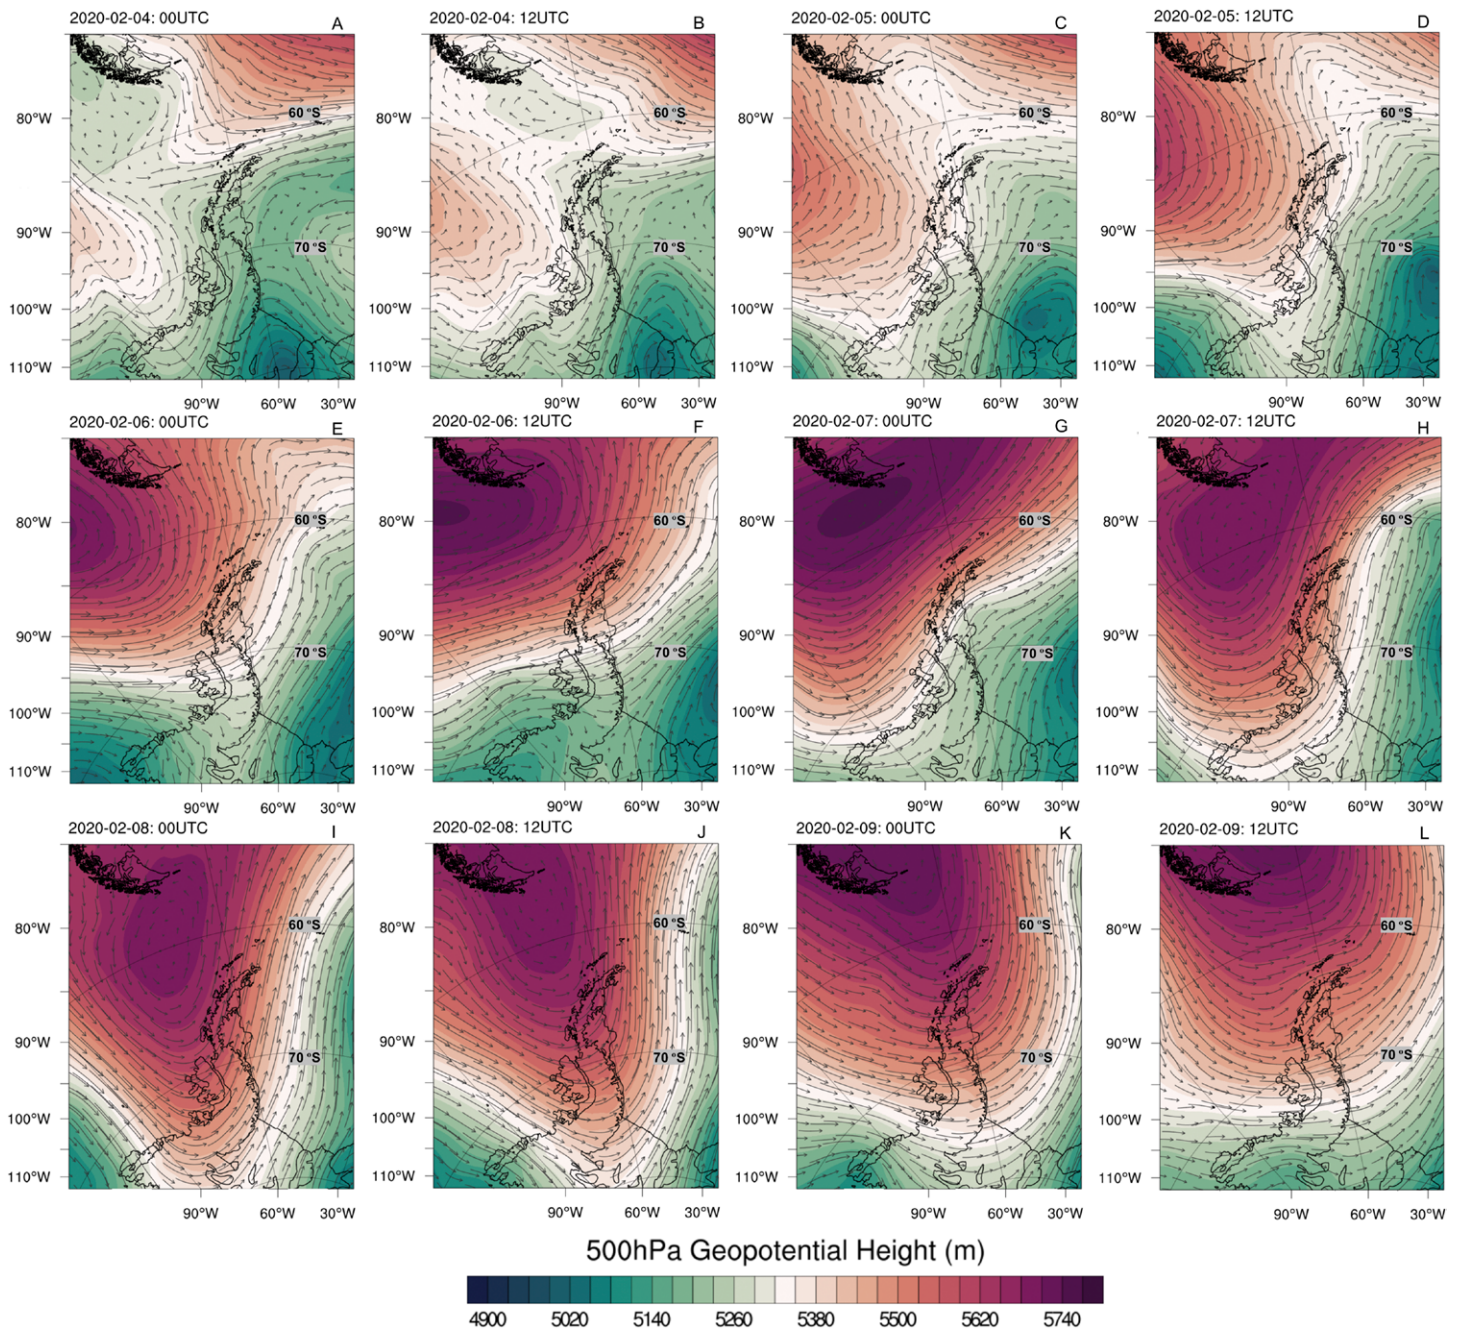 2020-02-04: 00UTC A
2020-02-04: 12UTC B
2020-02-05: 00UTC C
2020-02-05: 12UTC D
60 °S 60 °S 60 °S 60 °S
80°W 80°W 80°W 80°W
90°W 90°W 90°W 90°W
70 °S 70 °S 70 °S 70 °S
100°W 100°W 100°W 100°W
110°W 110°W 110°W 110°W
90°W 60°W 30°W 90°W 60°W 30°W 90°W 60°W 30°W 90°W 60°W 30°W
2020-02-06: 00UTC E
2020-02-06: 12UTC F
2020-02-07: 00UTC G
2020-02-07: 12UTC H
60 °S 60 °S 60 °S 60 °S
80°W 80°W 80°W 80°W
90°W 90°W 90°W 90°W
70 °S 70 °S 70 °S 70 °S
100°W 100°W 100°W 100°W
110°W 110°W 110°W 110°W
90°W 60°W 30°W 90°W 60°W 30°W 90°W 60°W 30°W 90°W 60°W 30°W
2020-02-08: 00UTC I
2020-02-08: 12UTC J
2020-02-09: 00UTC K
2020-02-09: 12UTC L
60 °S 60 °S 60 °S 60 °S
80°W 80°W 80°W 80°W
90°W 90°W 90°W 90°W
70 °S 70 °S 70 °S 70 °S
100°W 100°W 100°W 100°W
110°W 110°W 110°W 110°W
90°W 60°W 30°W 90°W 60°W 30°W 90°W 60°W 30°W 90°W 60°W 30°W
500hPa Geopotential Height (m)
4900 5020 5140 5260 5380 5500 5620 5740